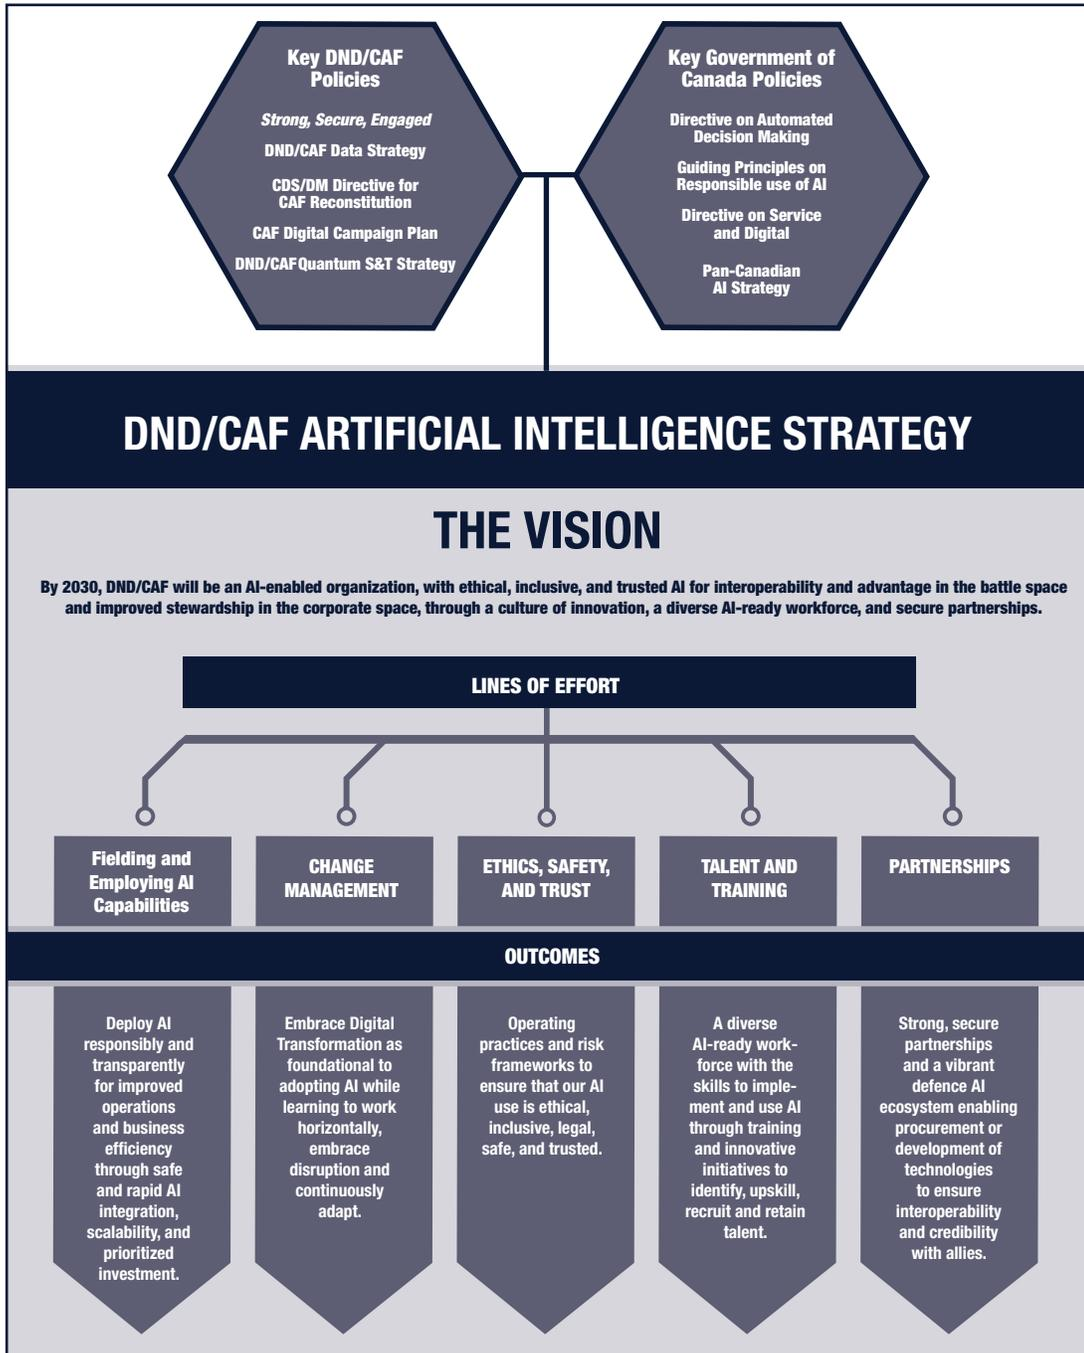 Key DND/CAF
Policies
Strong, Secure, Engaged
DND/CAF Data Strategy
CDS/DM Directive for
CAF Reconstitution
CAF Digital Campaign Plan
DND/CAFQuantum S&T Strategy
Key Government of
Canada Policies
Directive on Automated
Decision Making
Guiding Principles on
Responsible use of AI
Directive on Service
and Digital
Pan-Canadian
AI Strategy
DND/CAF ARTIFICIAL INTELLIGENCE STRATEGY
THE VISION
By 2030, DND/CAF will be an AI-enabled organization, with ethical, inclusive, and trusted AI for interoperability and advantage in the battle space
and improved stewardship in the corporate space, through a culture of innovation, a diverse AI-ready workforce, and secure partnerships.
LINES OF EFFORT
Fielding and
Employing AI
Capabilities
CHANGE
MANAGEMENT
ETHICS, SAFETY,
AND TRUST
TALENT AND
TRAINING
PARTNERSHIPS
OUTCOMES
Deploy AI
responsibly and
transparently
for improved
operations
and business
efficiency
through safe
and rapid AI
integration,
scalability, and
prioritized
investment.
Embrace Digital
Transformation as
foundational to
adopting AI while
learning to work
horizontally,
embrace
disruption and
continuously
adapt.
Operating
practices and risk
frameworks to
ensure that our AI
use is ethical,
inclusive, legal,
safe, and trusted.
A diverse
AI-ready work-
force with the
skills to imple-
ment and use AI
through training
and innovative
initiatives to
identify, upskill,
recruit and retain
talent.
Strong, secure
partnerships
and a vibrant
defence AI
ecosystem enabling
procurement or
development of
technologies
to ensure
interoperability
and credibility
with allies.